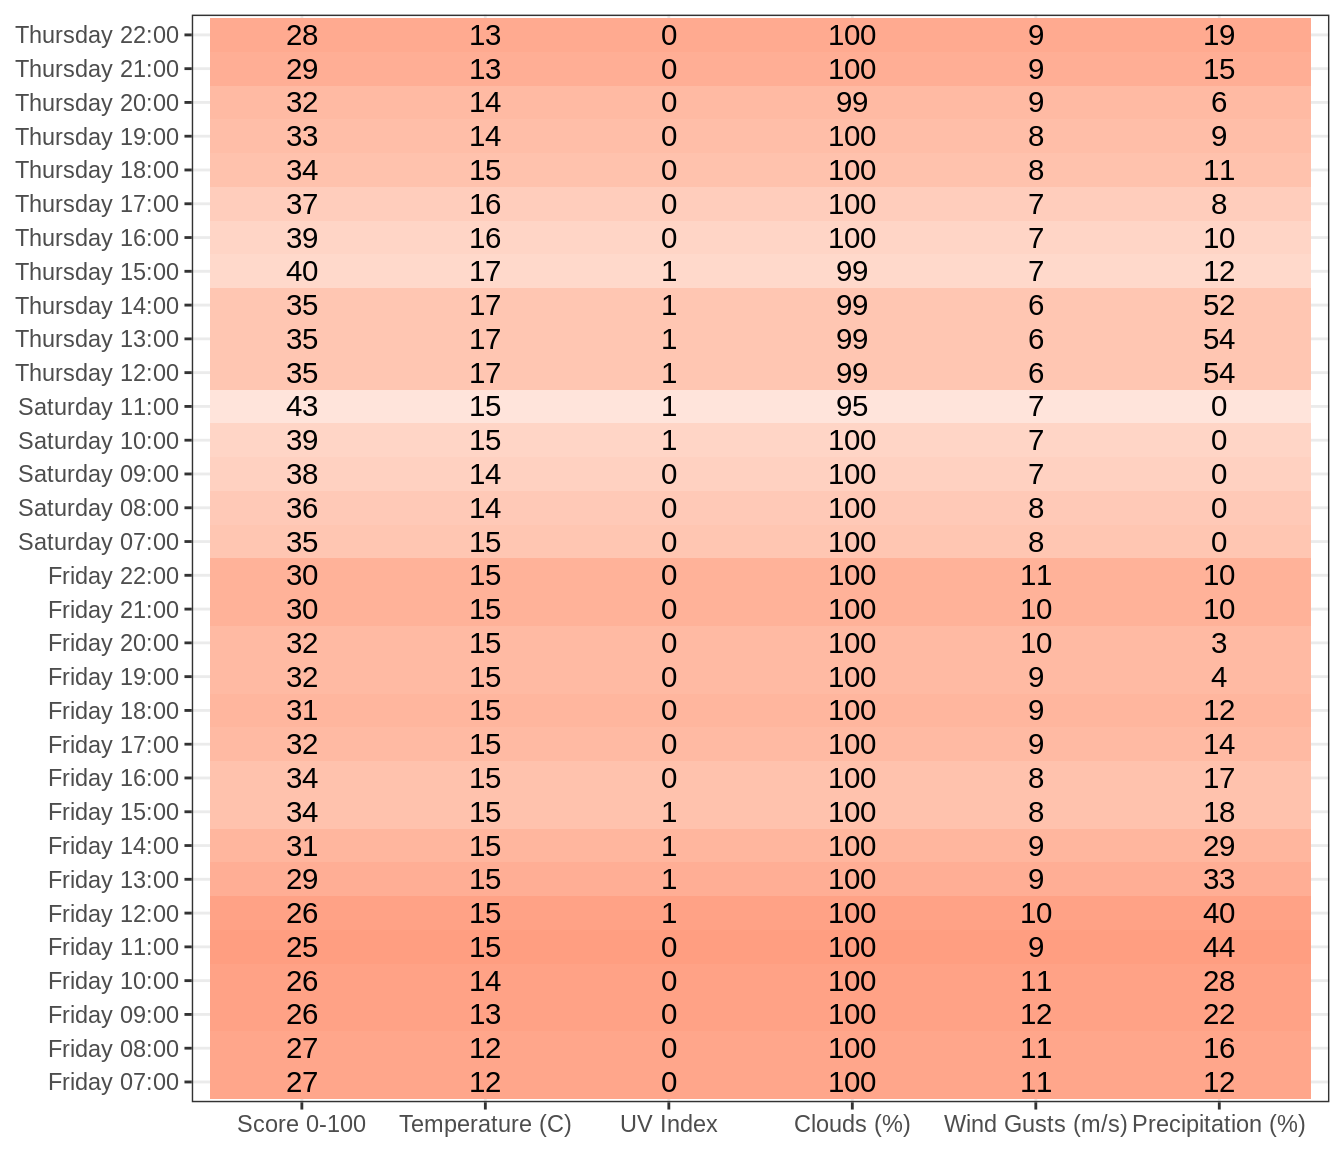 Thursday 22:00 28 13 0 100 9 19
Thursday 21:00 29 13 0 100 9 15
Thursday 20:00 32 14 0 99 9 6
Thursday 19:00 33 14 0 100 8 9
Thursday 18:00 34 15 0 100 8 11
Thursday 17:00 37 16 0 100 7 8
Thursday 16:00 39 16 0 100 7 10
Thursday 15:00 40 17 1 99 7 12
Thursday 14:00 35 17 1 99 6 52
Thursday 13:00 35 17 1 99 6 54
Thursday 12:00 35 17 1 99 6 54
Saturday 11:00 43 15 1 95 7 0
Saturday 10:00 39 15 1 100 7 0
Saturday 09:00 38 14 0 100 7 0
Saturday 08:00 36 14 0 100 8 0
Saturday 07:00 35 15 0 100 8 0
Friday 22:00 30 15 0 100 11 10
Friday 21:00 30 15 0 100 10 10
Friday 20:00 32 15 0 100 10 3
Friday 19:00 32 15 0 100 9 4
Friday 18:00 31 15 0 100 9 12
Friday 17:00 32 15 0 100 9 14
Friday 16:00 34 15 0 100 8 17
Friday 15:00 34 15 1 100 8 18
Friday 14:00 31 15 1 100 9 29
Friday 13:00 29 15 1 100 9 33
Friday 12:00 26 15 1 100 10 40
Friday 11:00 25 15 0 100 9 44
Friday 10:00 26 14 0 100 11 28
Friday 09:00 26 13 0 100 12 22
Friday 08:00 27 12 0 100 11 16
Friday 07:00 27 12 0 100 11 12
Score 0-100 Temperature (C) UV Index Clouds (%) Wind Gusts (m/s) Precipitation (%)